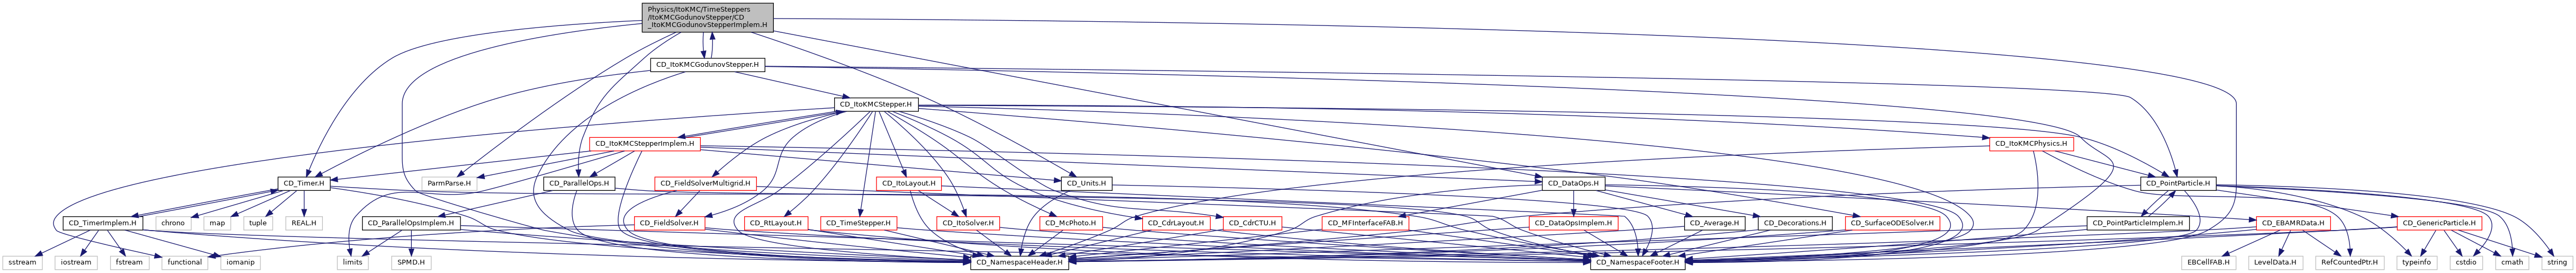 Physics/ItoKMC/TimeSteppers
/ItoKMCGodunovStepper/CD
_ItoKMCGodunovStepperImplem.H
CD_ItoKMCGodunovStepper.H
CD_ItoKMCStepper.H
CD_ItoKMCStepperImplem.H
CD_ItoKMCPhysics.H
CD_Timer.H
ParmParse.H
CD_ParallelOps.H
CD_FieldSolverMultigrid.H
CD_ItoLayout.H
CD_Units.H
CD_DataOps.H
CD_PointParticle.H
CD_TimerImplem.H
chrono
map
tuple
REAL.H
CD_ParallelOpsImplem.H
CD_FieldSolver.H
CD_RtLayout.H
CD_TimeStepper.H
CD_ItoSolver.H
CD_McPhoto.H
CD_CdrLayout.H
CD_CdrCTU.H
CD_MFInterfaceFAB.H
CD_DataOpsImplem.H
CD_Average.H
CD_Decorations.H
CD_SurfaceODESolver.H
CD_PointParticleImplem.H
CD_EBAMRData.H
CD_GenericParticle.H
sstream
iostream
fstream
functional
iomanip
limits
SPMD.H
CD_NamespaceHeader.H
CD_NamespaceFooter.H
EBCellFAB.H
LevelData.H
RefCountedPtr.H
typeinfo
cstdio
cmath
string